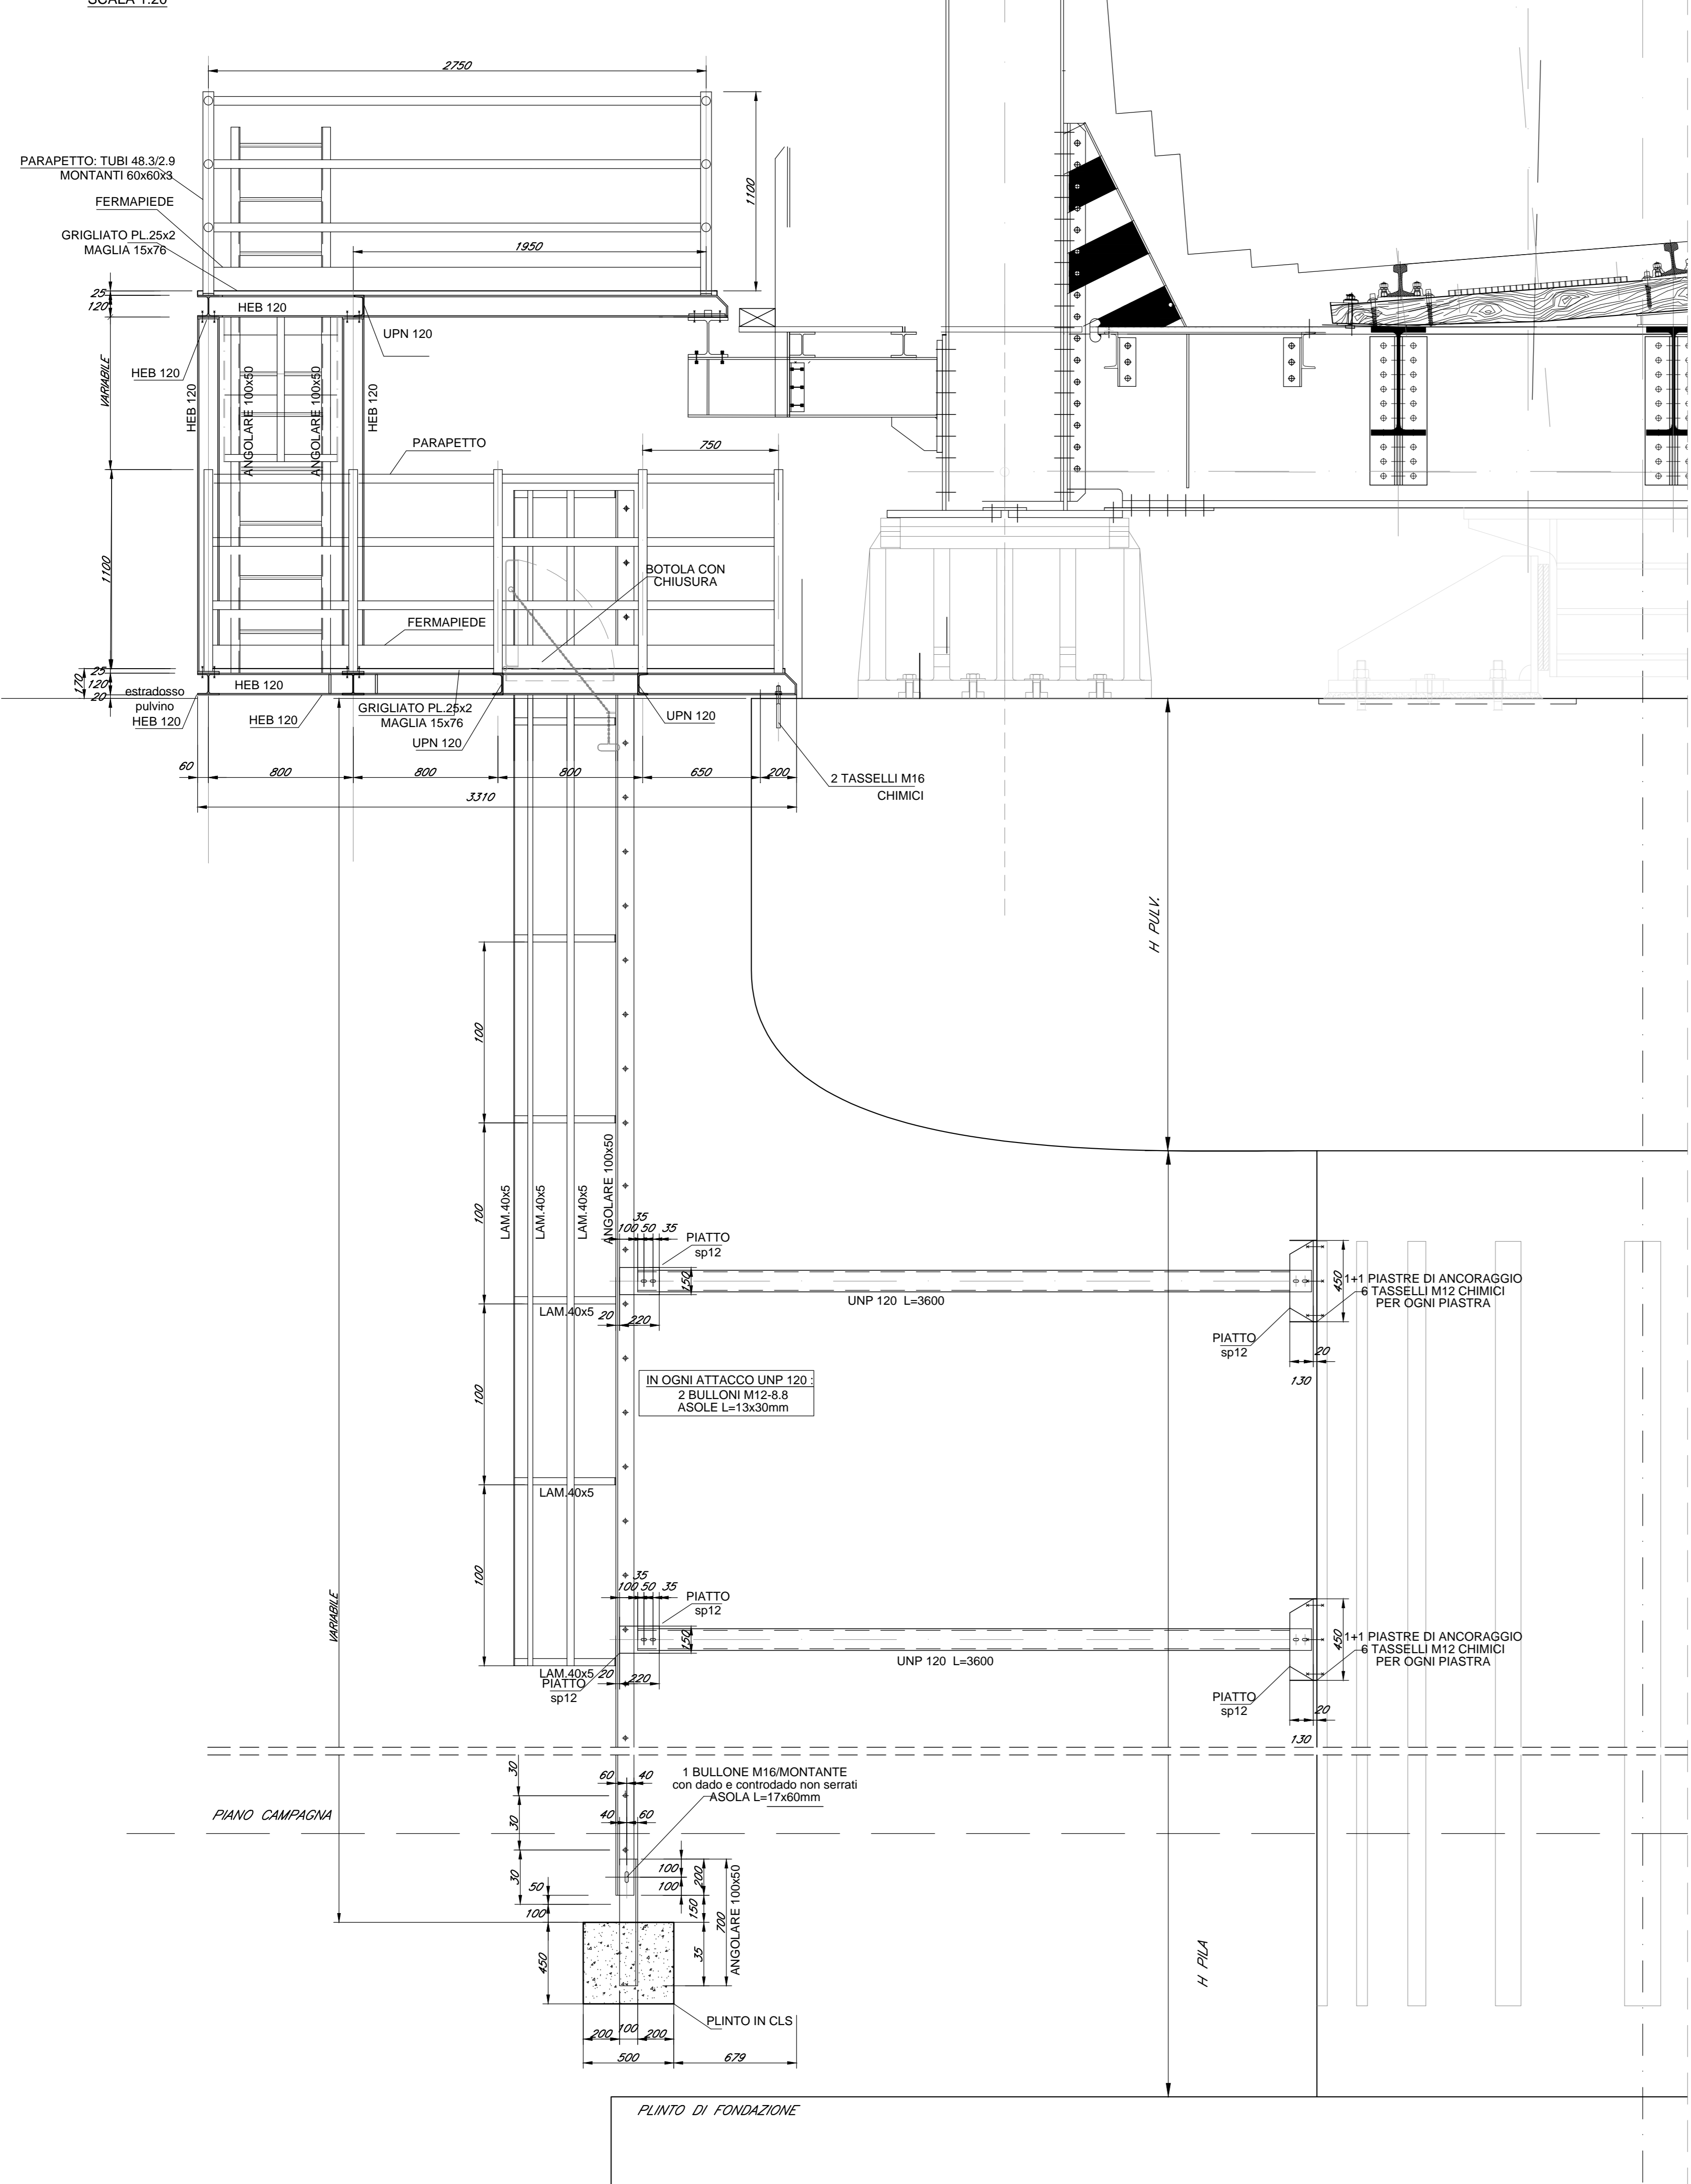 SCALA 1:20
2750
PARAPETTO: TUBI 48.3/2.9
MONTANTI 60x60x3
1100
FERMAPIEDE
GRIGLIATO PL.25x2
MAGLIA 15x76
1950
25
120
HEB 120
UPN 120
VARIABILE
HEB 120
HEB 120
ANGOLARE 100x50
ANGOLARE 100x50
HEB 120
PARAPETTO
750
1100
BOTOLA CON
CHIUSURA
FERMAPIEDE
170
25
120
20
HEB 120
estradosso
pulvino
HEB 120
HEB 120
GRIGLIATO PL.25x2
MAGLIA 15x76
UPN 120
UPN 120
60
800
800
800
650
200
3310
2 TASSELLI M16
CHIMICI
H PULV.
100
100
100
100
LAM.40x5
LAM.40x5
LAM.40x5
ANGOLARE 100x50
35
100 50 35
PIATTO
sp12
150
UNP 120 L=3600
450
1+1 PIASTRE DI ANCORAGGIO
6 TASSELLI M12 CHIMICI
PER OGNI PIASTRA
LAM.40x5
20
220
PIATTO
sp12
20
130
IN OGNI ATTACCO UNP 120 :
2 BULLONI M12-8.8
ASOLE L=13x30mm
LAM.40x5
VARIABILE
35
100 50 35
PIATTO
sp12
150
UNP 120 L=3600
450
1+1 PIASTRE DI ANCORAGGIO
6 TASSELLI M12 CHIMICI
PER OGNI PIASTRA
LAM.40x5
20
220
PIATTO
sp12
PIATTO
sp12
20
130
30
60
40
1 BULLONE M16/MONTANTE
con dado e controdado non serrati
ASOLA L=17x60mm
PIANO CAMPAGNA
30
40
60
30
50
100
100
100
200
150
700
ANGOLARE 100x50
450
35
H PILA
PLINTO IN CLS
200
100
200
500
679
PLINTO DI FONDAZIONE